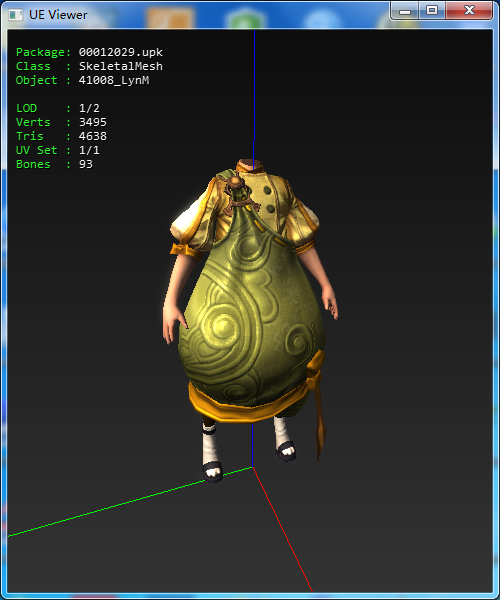 UE Viewer
Package: 00012029.upk
Class : SkeletalMesh
Object : 41008_LynM
LOD : 1/2
Verts : 3495
Tris : 4638
UV Set : 1/1
Bones : 93